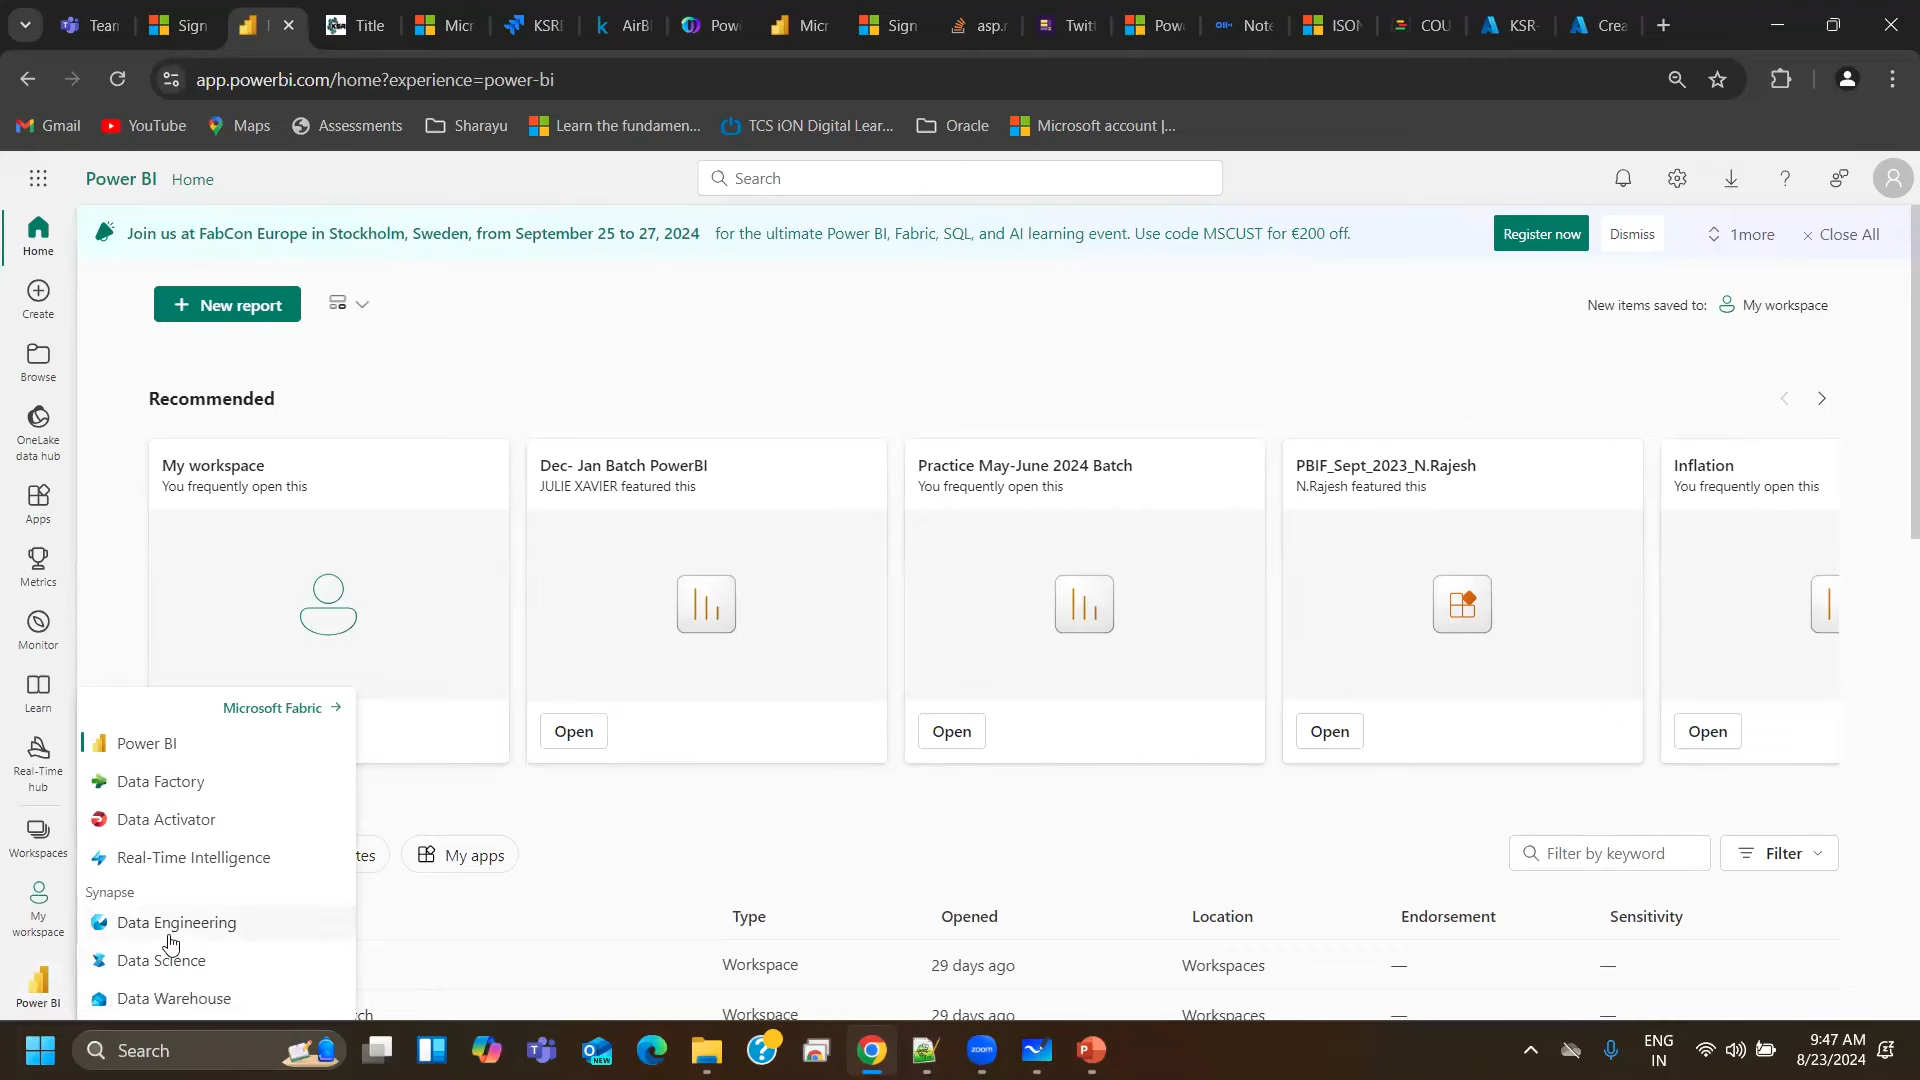 Team
Sign
Title
Micr
KSRI
AirBI
Pow
Micr
Sign
asp.r
Twitt
Pow
Note
ISON
COU
KSR-
Crea
app.powerbi.com/home?experience=power-bi
Gmail
YouTube
Maps
Assessments
Sharayu
Learn the fundamen...
TCS iON Digital Lear...
Oracle
Microsoft account |...
Power BI
Home
Search
Join us at FabCon Europe in Stockholm, Sweden, from September 25 to 27, 2024 for the ultimate Power BI, Fabric, SQL, and AI learning event. Use code MSCUST for €200 off.
Register now
Dismiss
1more
Close All
Home
Create
Browse
OneLake
data hub
Apps
Metrics
Monitor
Learn
Real-Time
hub
Workspaces
My
workspace
Power BI
New report
New items saved to:
My workspace
Recommended
My workspace
You frequently open this
Dec- Jan Batch PowerBI
JULIE XAVIER featured this
Open
Practice May-June 2024 Batch
You frequently open this
Open
PBIF_Sept_2023_N.Rajesh
N.Rajesh featured this
Open
Inflation
You frequently open this
Open
Microsoft Fabric
Power BI
Data Factory
Data Activator
Real-Time Intelligence
Synapse
Data Engineering
Data Science
Data Warehouse
tes
My apps
Filter by keyword
Filter
Type
Opened
Location
Endorsement
Sensitivity
Workspace
29 days ago
Workspaces
—
—
ch
Workspace
29 days ago
Workspaces
—
—
Search
NEW
zoom
ENG
IN
9:47 AM
8/23/2024